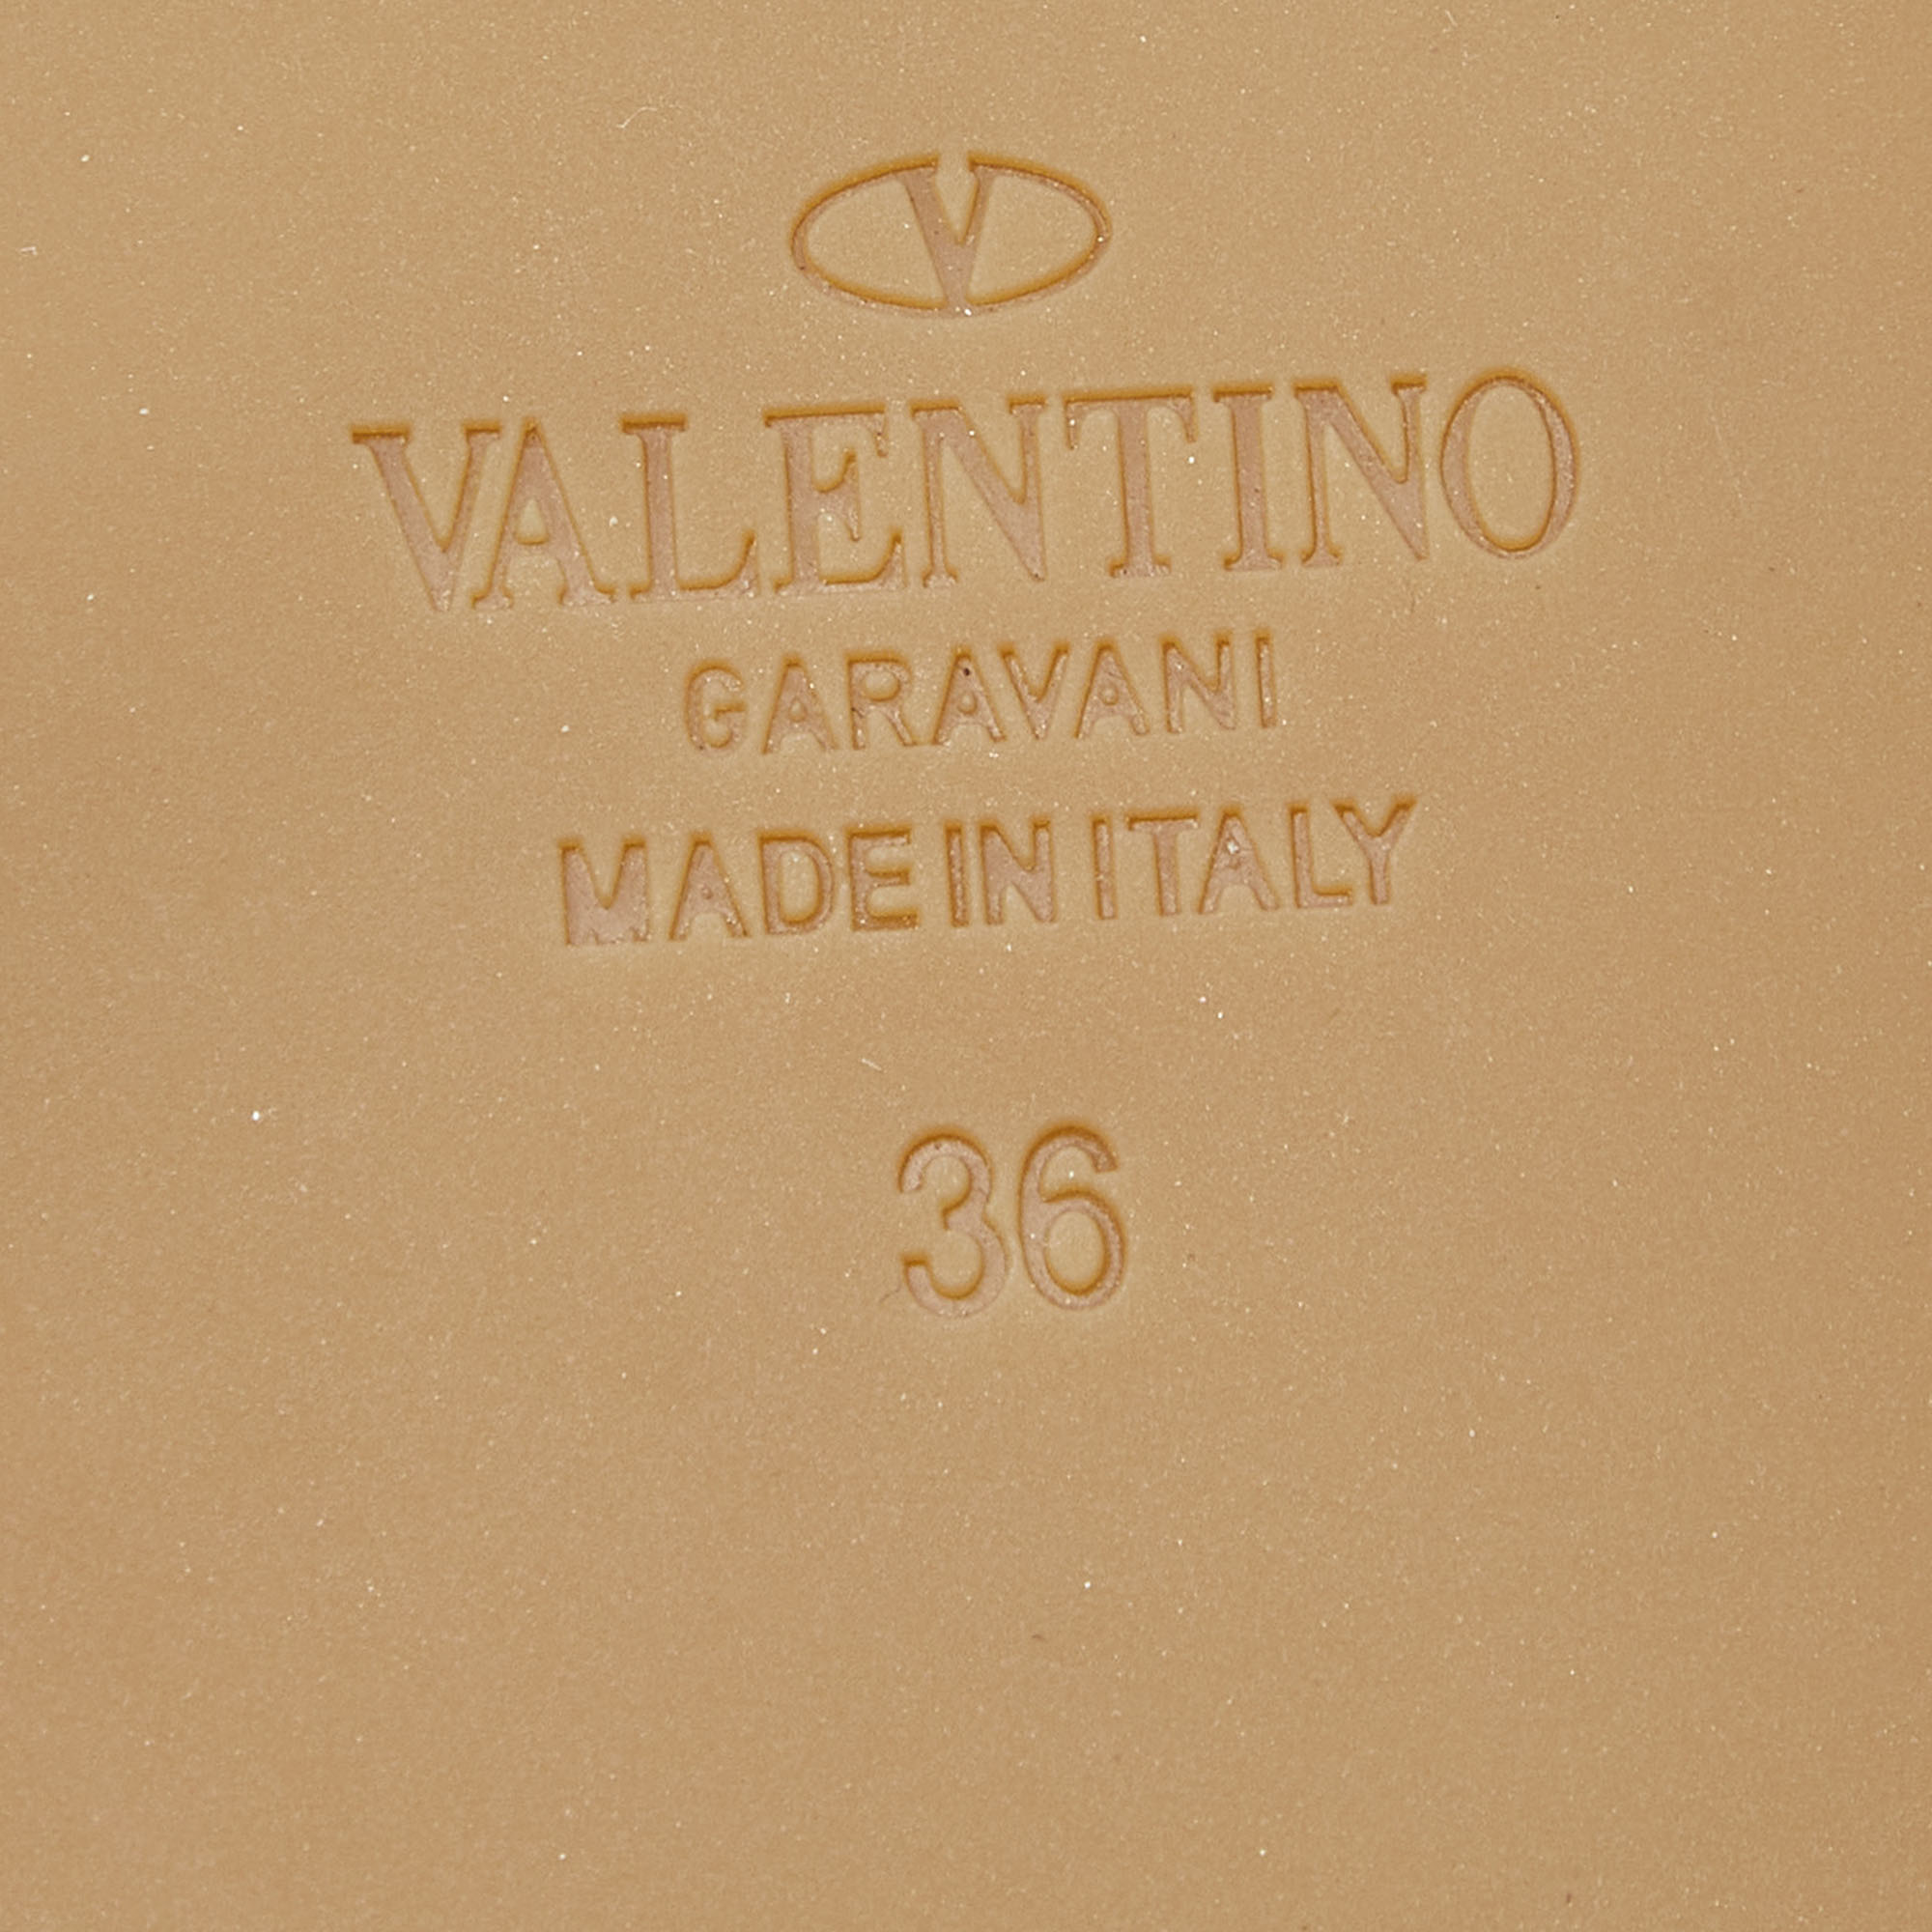 V
VALENTINO
GARAVANI
MADE IN ITALY
36